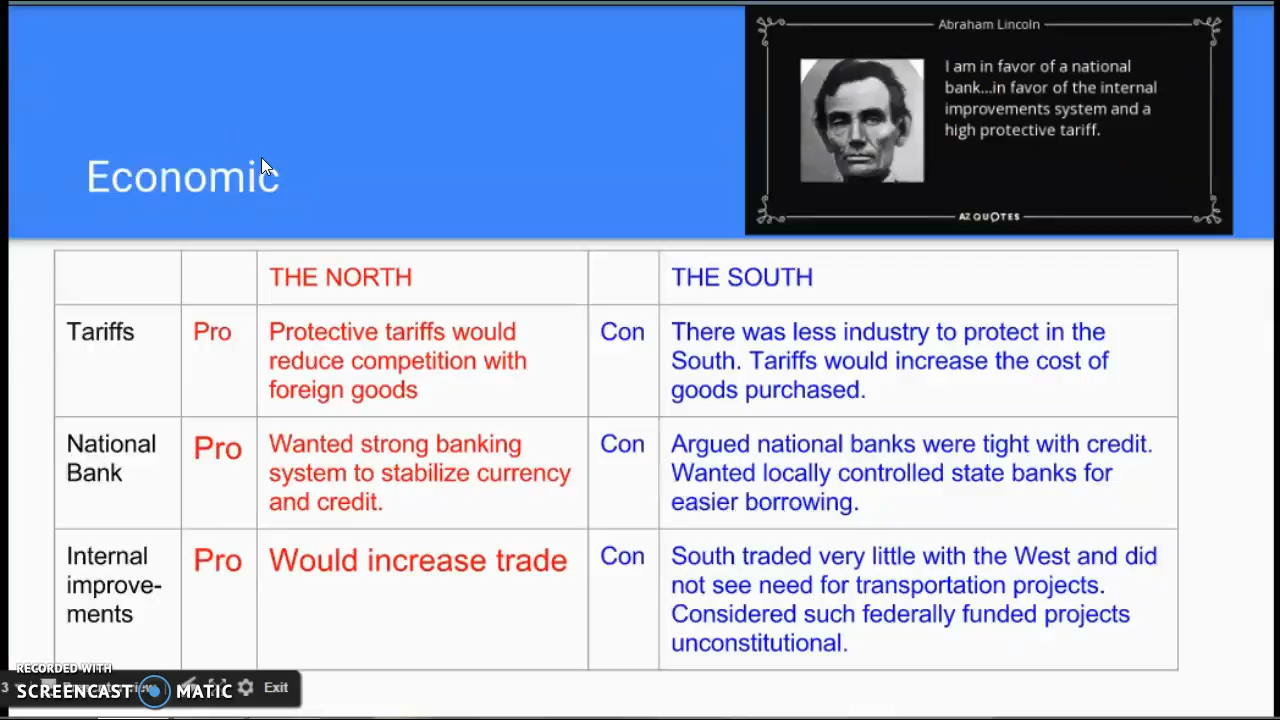 Abraham Lincoln
I am in favor of a national
bank...in favor of the internal
improvements system and a
high protective tariff.
AZ QUOTES
Economic
THE NORTH
THE SOUTH
Tariffs
Pro
Protective tariffs would
reduce competition with
foreign goods
Con
There was less industry to protect in the
South. Tariffs would increase the cost of
goods purchased.
National
Bank
Pro
Wanted strong banking
system to stabilize currency
and credit.
Con
Argued national banks were tight with credit.
Wanted locally controlled state banks for
easier borrowing.
Internal
improve-
ments
Pro
Would increase trade
Con
South traded very little with the West and did
not see need for transportation projects.
Considered such federally funded projects
unconstitutional.
RECORDED WITH
SCREENCAST MATIC
3
Exit